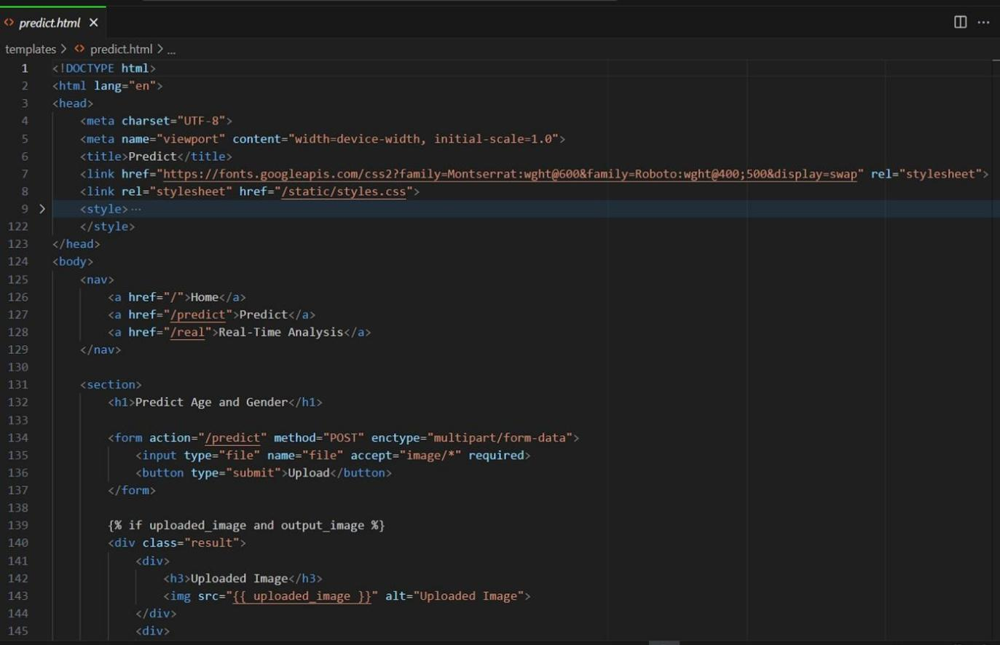 predict.html
templates > predict.html > ...
1 <!DOCTYPE html>
2 <html lang="en">
3 <head>
4 <meta charset="UTF-8">
5 <meta name="viewport" content="width=device-width, initial-scale=1.0">
6 <title>Predict</title>
7 <link href="https://fonts.googleapis.com/css2?family=Montserrat:wght@600&family=Roboto:wght@400;500&display=swap" rel="stylesheet">
8 <link rel="stylesheet" href="/static/styles.css">
9 <style>...
122 </style>
123 </head>
124 <body>
125 <nav>
126 <a href="/">Home</a>
127 <a href="/predict">Predict</a>
128 <a href="/real">Real-Time Analysis</a>
129 </nav>
130
131 <section>
132 <h1>Predict Age and Gender</h1>
133
134 <form action="/predict" method="POST" enctype="multipart/form-data">
135 <input type="file" name="file" accept="image/*" required>
136 <button type="submit">Upload</button>
137 </form>
138
139 {% if uploaded_image and output_image %}
140 <div class="result">
141 <div>
142 <h3>Uploaded Image</h3>
143 <img src="{{ uploaded_image }}" alt="Uploaded Image">
144 </div>
145 <div>